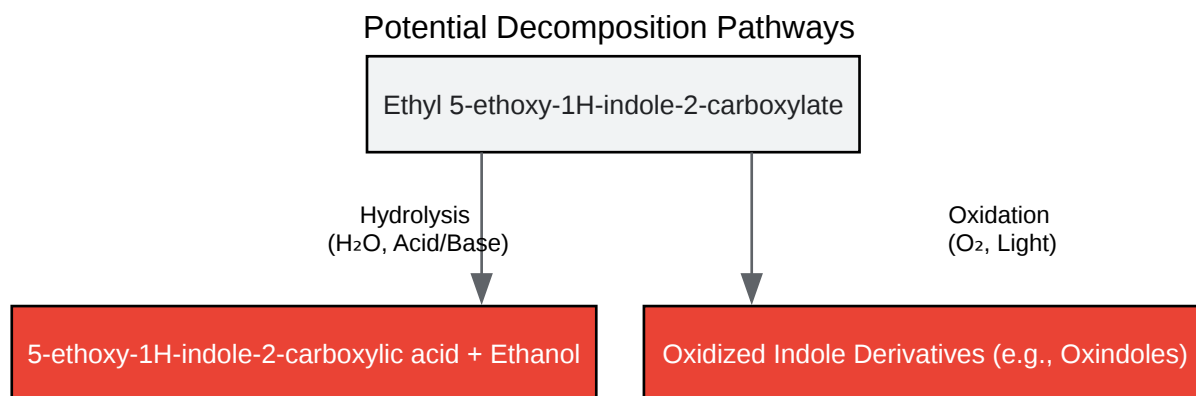 Potential Decomposition Pathways
Ethyl 5-ethoxy-1H-indole-2-carboxylate
Hydrolysis
(H₂O, Acid/Base)
Oxidation
(O₂, Light)
5-ethoxy-1H-indole-2-carboxylic acid + Ethanol
Oxidized Indole Derivatives (e.g., Oxindoles)